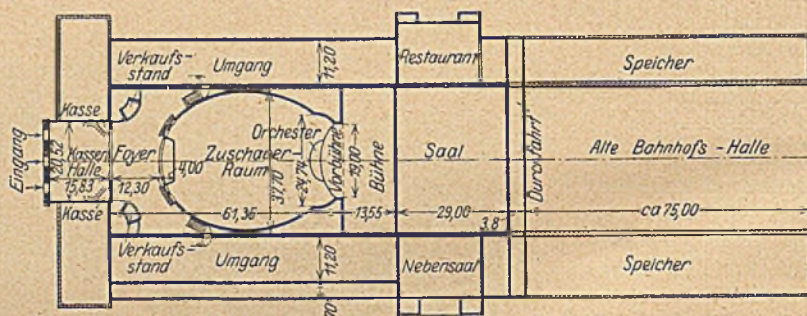 Verkaufs-
stand
Umgang
11,20
Restaurant
Speicher
Kasse
Eingang
20,52
Kassen
Halle
15,83
Foyer
12,30
4,00
Zuschauer-
Raum
37,70
Orchester
24,74
Vorbühne
19,00
Bühne
Saal
Durchfahrt
Alte Bahnhofs-Halle
61,36
13,55
29,00
3.8
ca 75,00
Kasse
Verkaufs-
stand
Umgang
11,20
Nebensaal
Speicher